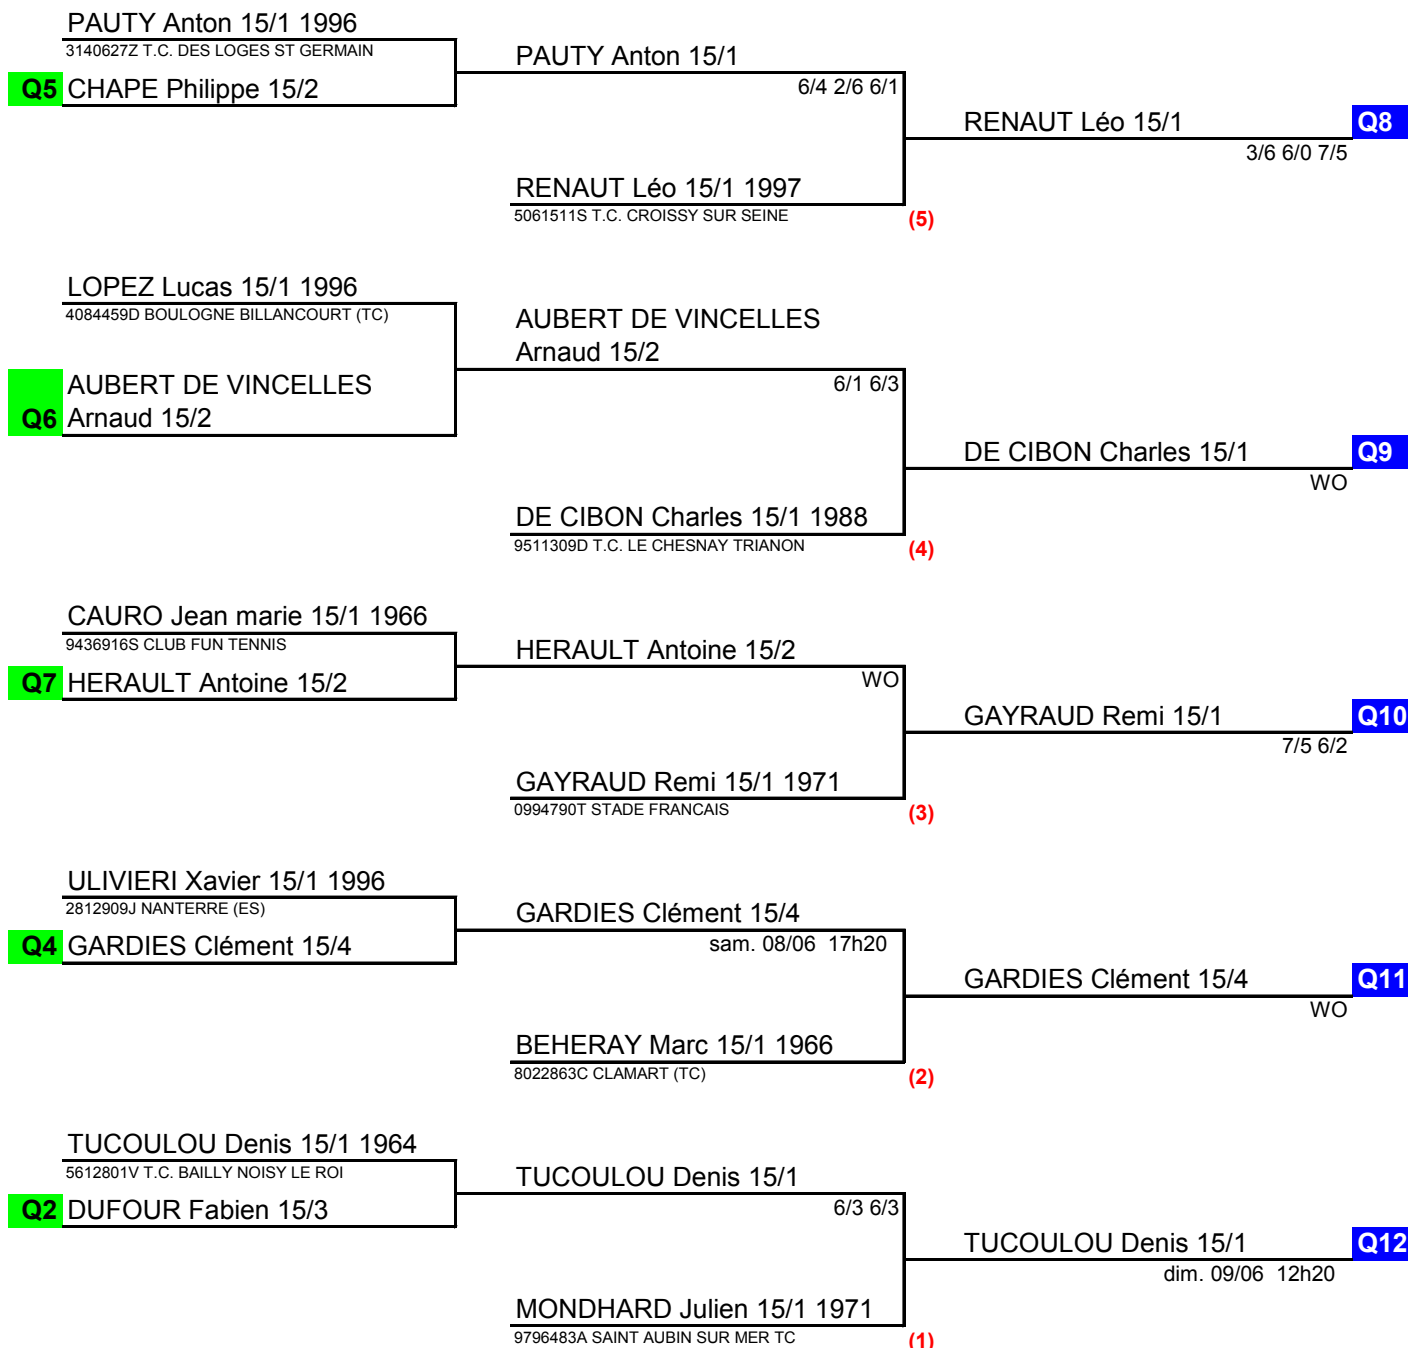 PAUTY Anton 15/1 1996
3140627Z T.C. DES LOGES ST GERMAIN
PAUTY Anton 15/1
Q5 CHAPE Philippe 15/2
6/4 2/6 6/1
RENAUT Léo 15/1
Q8
3/6 6/0 7/5
RENAUT Léo 15/1 1997
5061511S T.C. CROISSY SUR SEINE
(5)
LOPEZ Lucas 15/1 1996
4084459D BOULOGNE BILLANCOURT (TC)
AUBERT DE VINCELLES
Arnaud 15/2
6/1 6/3
AUBERT DE VINCELLES
Q6 Arnaud 15/2
DE CIBON Charles 15/1
Q9
WO
DE CIBON Charles 15/1 1988
9511309D T.C. LE CHESNAY TRIANON
(4)
CAURO Jean marie 15/1 1966
9436916S CLUB FUN TENNIS
HERAULT Antoine 15/2
Q7 HERAULT Antoine 15/2
WO
GAYRAUD Remi 15/1
Q10
7/5 6/2
GAYRAUD Remi 15/1 1971
0994790T STADE FRANCAIS
(3)
ULIVIERI Xavier 15/1 1996
2812909J NANTERRE (ES)
GARDIES Clément 15/4
Q4 GARDIES Clément 15/4
sam. 08/06 17h20
GARDIES Clément 15/4
Q11
WO
BEHERAY Marc 15/1 1966
8022863C CLAMART (TC)
(2)
TUCOULOU Denis 15/1 1964
5612801V T.C. BAILLY NOISY LE ROI
TUCOULOU Denis 15/1
Q2 DUFOUR Fabien 15/3
6/3 6/3
TUCOULOU Denis 15/1
Q12
dim. 09/06 12h20
MONDHARD Julien 15/1 1971
9796483A SAINT AUBIN SUR MER TC
(1)